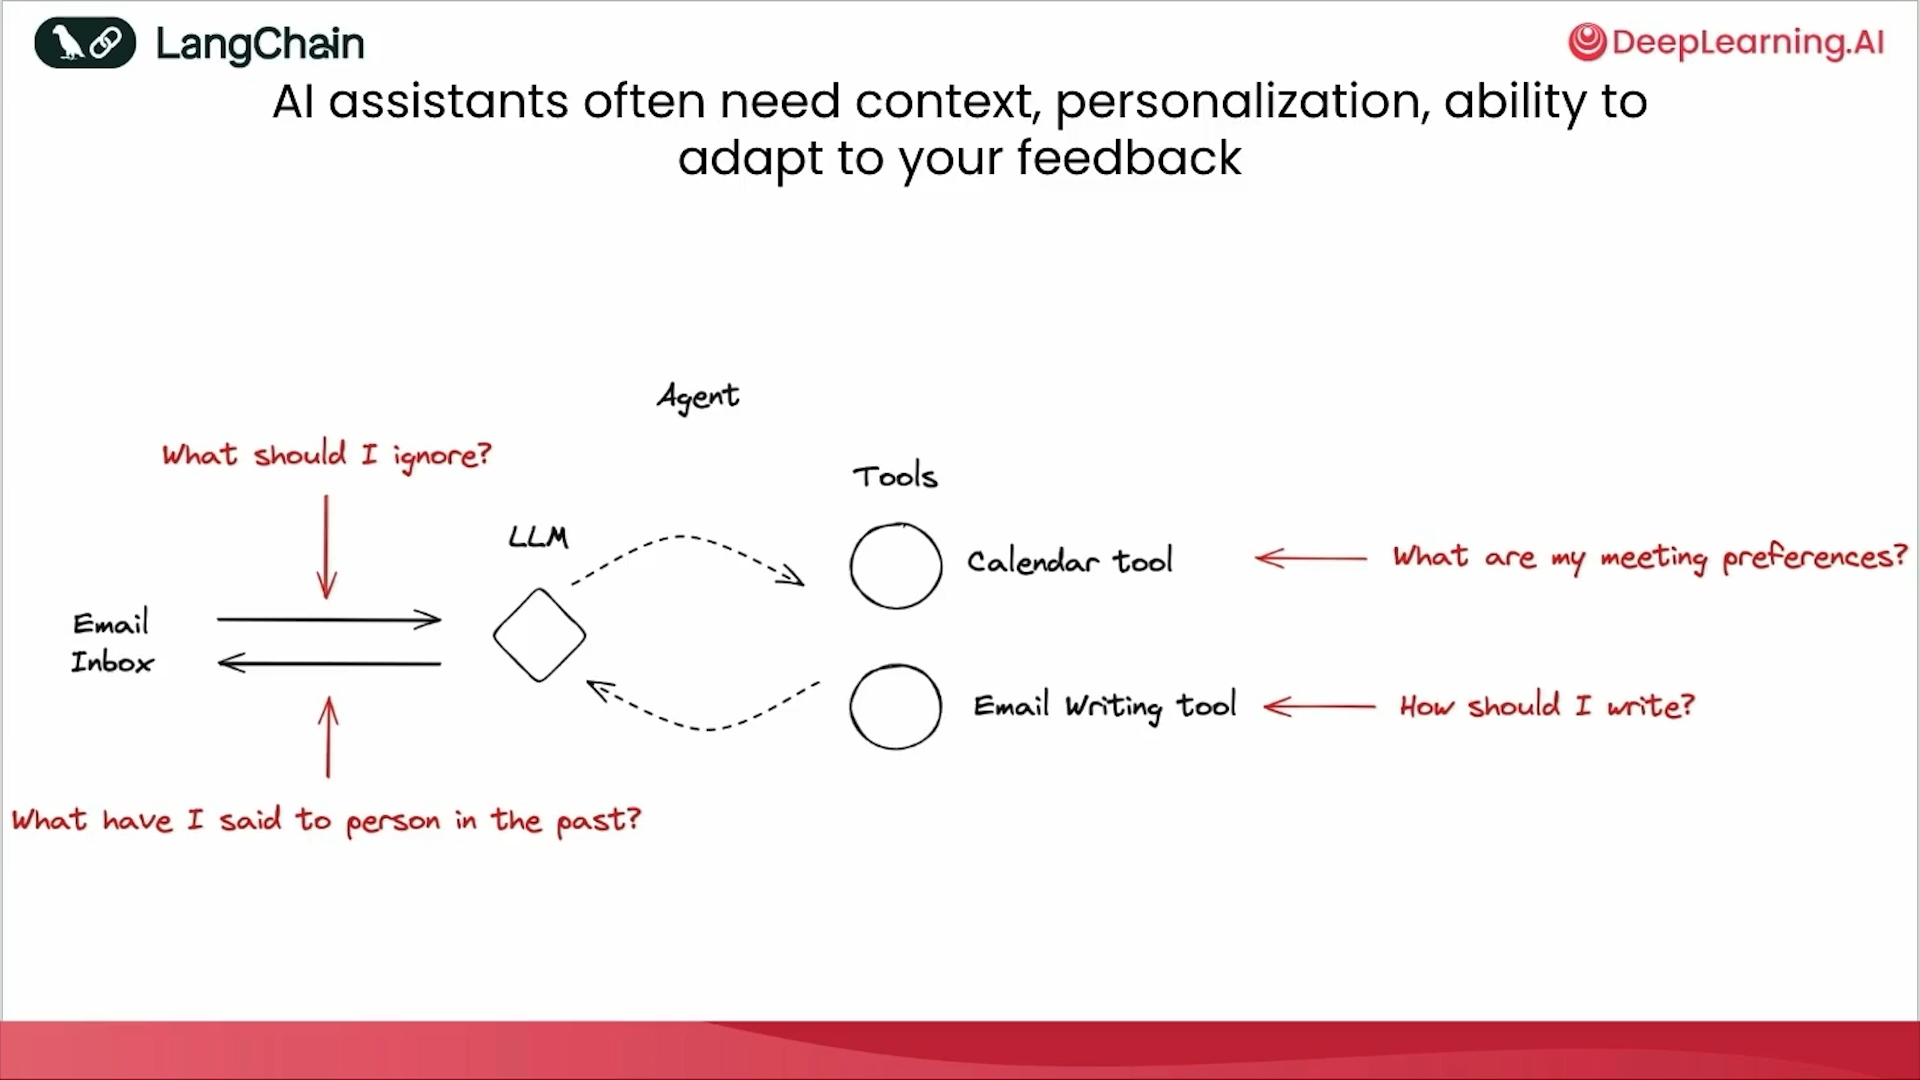 LangChain
DeepLearning.AI
AI assistants often need context, personalization, ability to
adapt to your feedback
Agent
What should I ignore?
Tools
LLM
Calendar tool
What are my meeting preferences?
Email
Inbox
Email Writing tool
How should I write?
What have I said to person in the past?